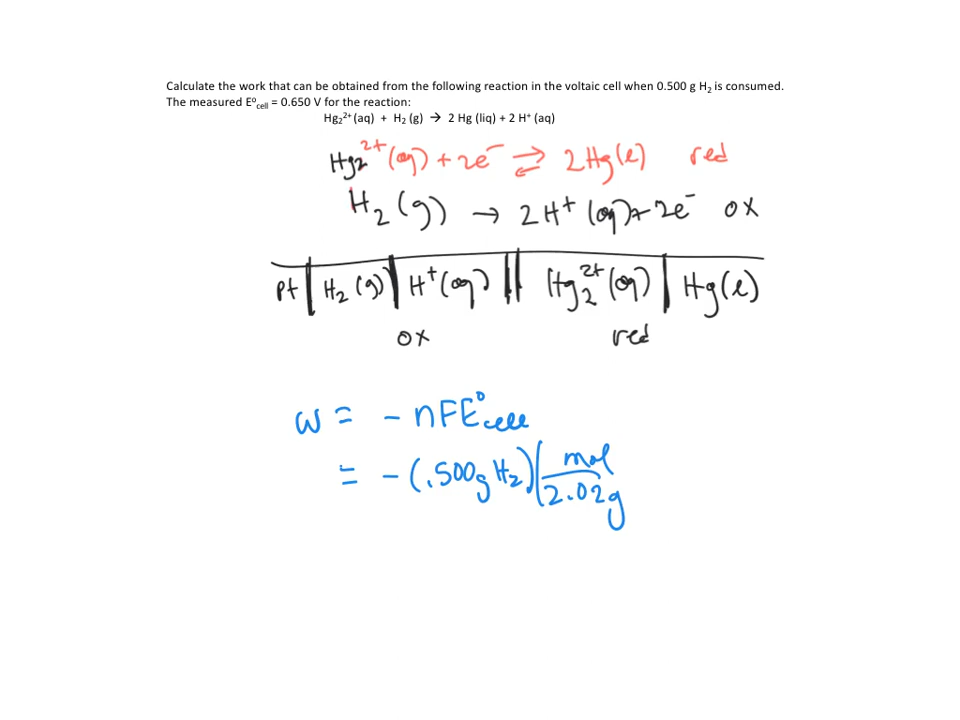 Calculate the work that can be obtained from the following reaction in the voltaic cell when 0.500 g H₂ is consumed.
The measured E°cell = 0.650 V for the reaction:
Hg₂²⁺ (aq) + H₂ (g) → 2 Hg (liq) + 2 H⁺ (aq)
Hg₂²⁺(aq) + 2e⁻ ⇌ 2Hg(l) red
H₂(g) → 2H⁺(aq) + 2e⁻ ox
Pt | H₂(g) | H⁺(aq) || Hg₂²⁺(aq) | Hg(l)
ox red
w = - nFE°cell
= - (.500g H₂)(mol/2.02g